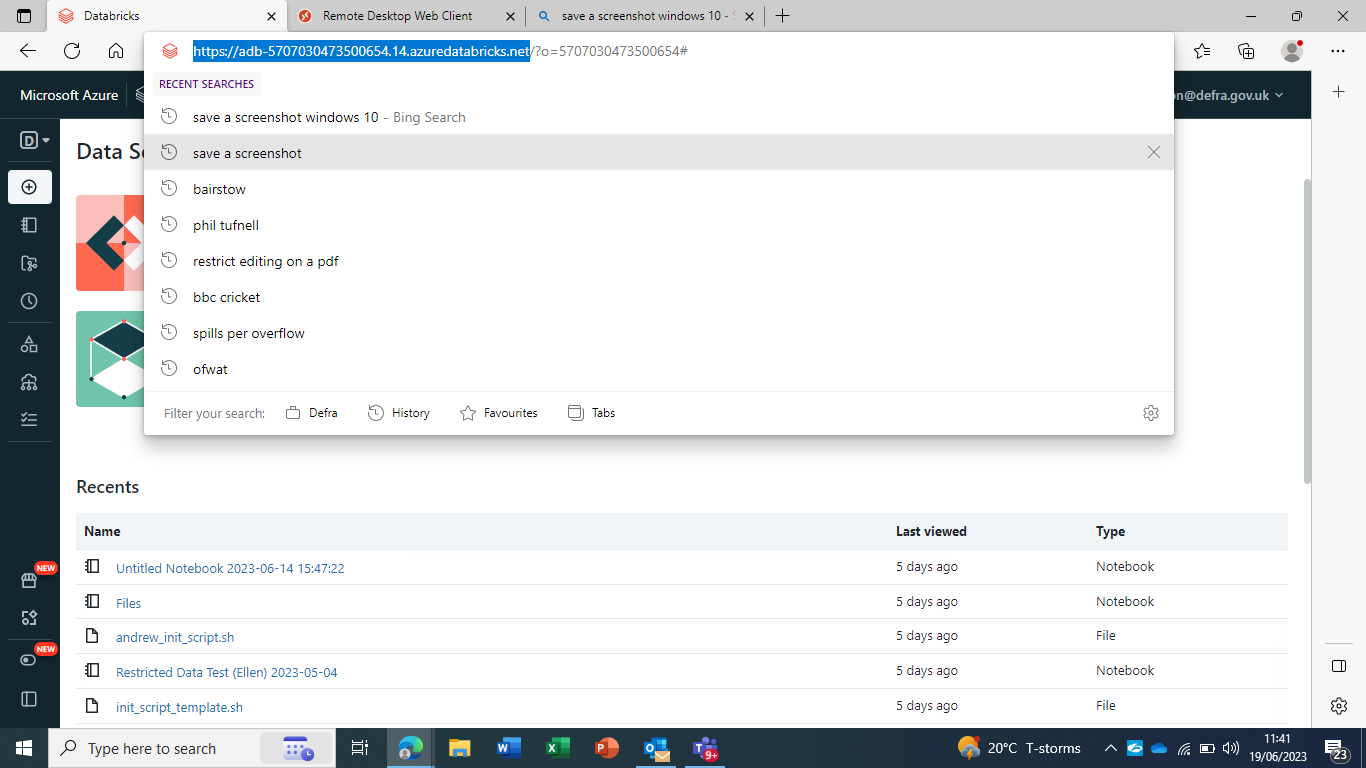 Databricks
Remote Desktop Web Client
save a screenshot windows 10 -
https://adb-5707030473500654.14.azuredatabricks.net/?o=5707030473500654#
RECENT SEARCHES
Microsoft Azure
on@defra.gov.uk
save a screenshot windows 10 - Bing Search
D
Data Sc
save a screenshot
bairstow
phil tufnell
restrict editing on a pdf
bbc cricket
spills per overflow
ofwat
Filter your search: Defra History Favourites Tabs
Recents
Name Last viewed Type
Untitled Notebook 2023-06-14 15:47:22 5 days ago Notebook
NEW
Files 5 days ago Notebook
andrew_init_script.sh 5 days ago File
NEW
Restricted Data Test (Ellen) 2023-05-04 5 days ago Notebook
init_script_template.sh 5 days ago File
Type here to search
9+
20°C T-storms
11:41
19/06/2023
23